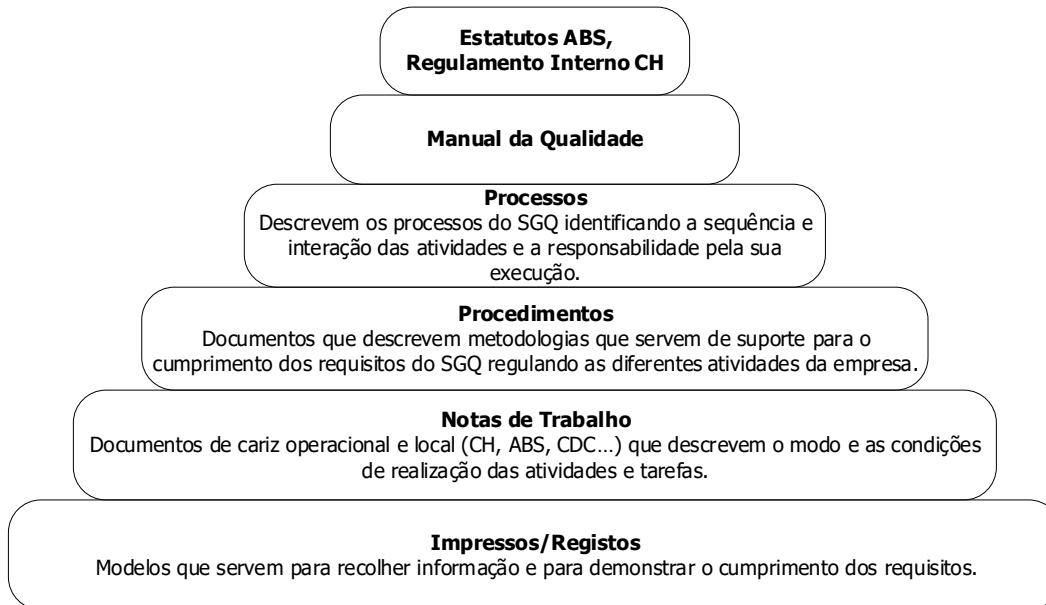 Estatutos ABS,
Regulamento Interno CH
Manual da Qualidade
Processos
Descrevem os processos do SGQ identificando a sequência e
interação das atividades e a responsabilidade pela sua
execução.
Procedimentos
Documentos que descrevem metodologias que servem de suporte para o
cumprimento dos requisitos do SGQ regulando as diferentes atividades da empresa.
Notas de Trabalho
Documentos de cariz operacional e local (CH, ABS, CDC…) que descrevem o modo e as condições
de realização das atividades e tarefas.
Impressos/Registos
Modelos que servem para recolher informação e para demonstrar o cumprimento dos requisitos.